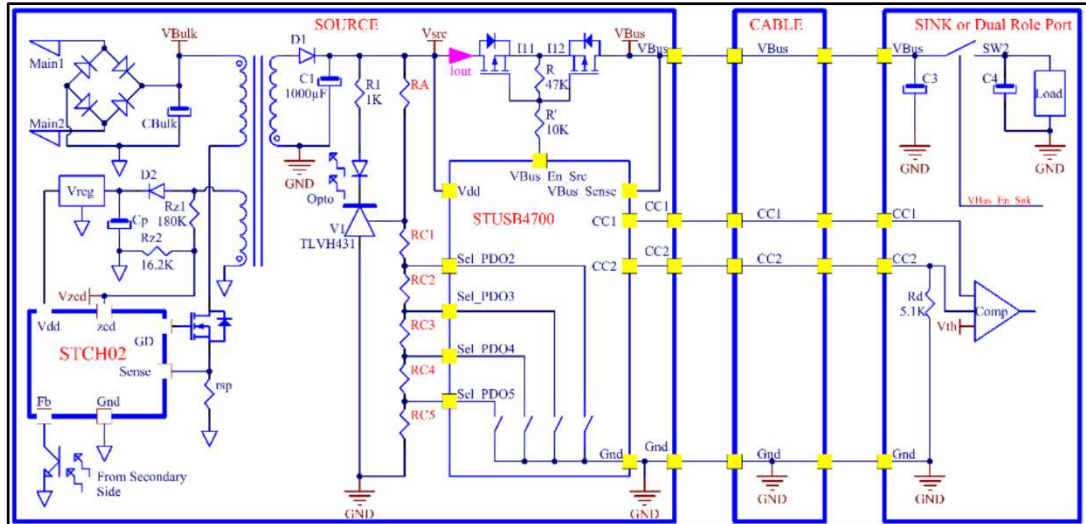 SOURCE
CABLE
SINK or Dual Role Port
VBulk
Main1
Main2
CBulk
D1
C1
1000µF
GND
R1
1K
RA
Vsrc
Iout
I11
I12
VBus
VBus
R
47K
R'
10K
VBus_En_Src
VBus_Sense
Vdd
STUSB4700
VBus
VBus
SW2
C3
C4
Load
GND
GND
VBus_En_Snk
Vreg
D2
Cp
Rz1
180K
Rz2
16.2K
Vzcd
Vdd
zcd
GD
STCH02
Sense
rsp
Fb
Gnd
From Secondary
Side
Opto
V1
TLVH431
RC1
Sel_PDO2
RC2
Sel_PDO3
RC3
Sel_PDO4
RC4
Sel_PDO5
RC5
GND
CC1
CC1
CC1
CC1
CC2
CC2
CC2
CC2
Rd
5.1K
Vth
Comp
Gnd
Gnd
Gnd
Gnd
GND
GND
GND